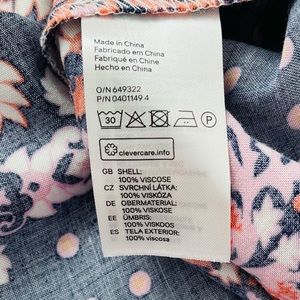 Made in China
Fabricado em China
Fabriqué en Chine
Hecho en China
O/N 649322
P/N 0401149 4
30
P
clevercare.info
GB SHELL:
100% VISCOSE
CZ SVRCHNÍ LÁTKA:
100% VISKÓZA
DE OBERMATERIAL:
100% VISKOSE
EE ÜMBRIS:
100% VISKOOS
ES TELA EXTERIOR:
100% viscosa